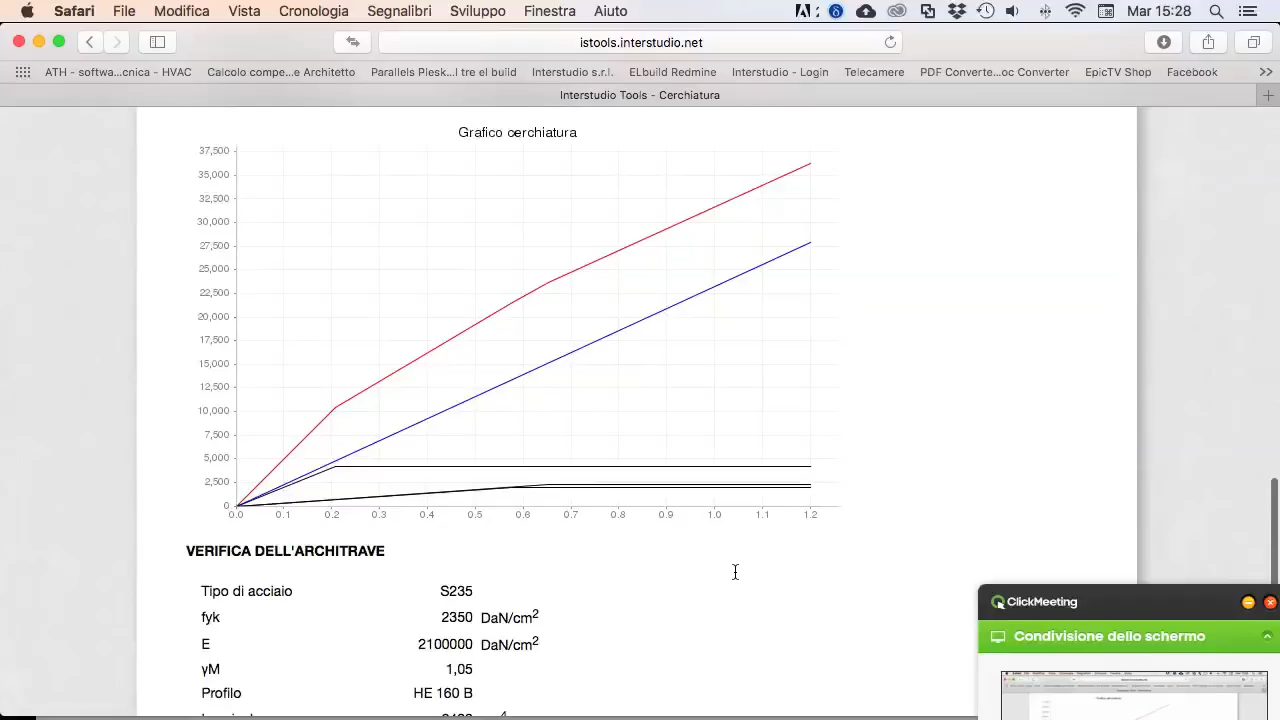 Safari File Modifica Vista Cronologia Segnalibri Sviluppo Finestra Aiuto Mar 15:28
istools.interstudio.net
ATH - softwa...cnica - HVAC Calcolo compe...e Architetto Parallels Plesk...l tre el build Interstudio s.r.l. ELbuild Redmine Interstudio - Login Telecamere PDF Converte...oc Converter EpicTV Shop Facebook
Interstudio Tools - Cerchiatura
Grafico cerchiatura
37,500
35,000
32,500
30,000
27,500
25,000
22,500
20,000
17,500
15,000
12,500
10,000
7,500
5,000
2,500
0
0.0 0.1 0.2 0.3 0.4 0.5 0.6 0.7 0.8 0.9 1.0 1.1 1.2
VERIFICA DELL'ARCHITRAVE
Tipo di acciaio S235
fyk 2350 DaN/cm2
E 2100000 DaN/cm2
γM 1,05
Profilo HE 160 B
ClickMeeting
Condivisione dello schermo